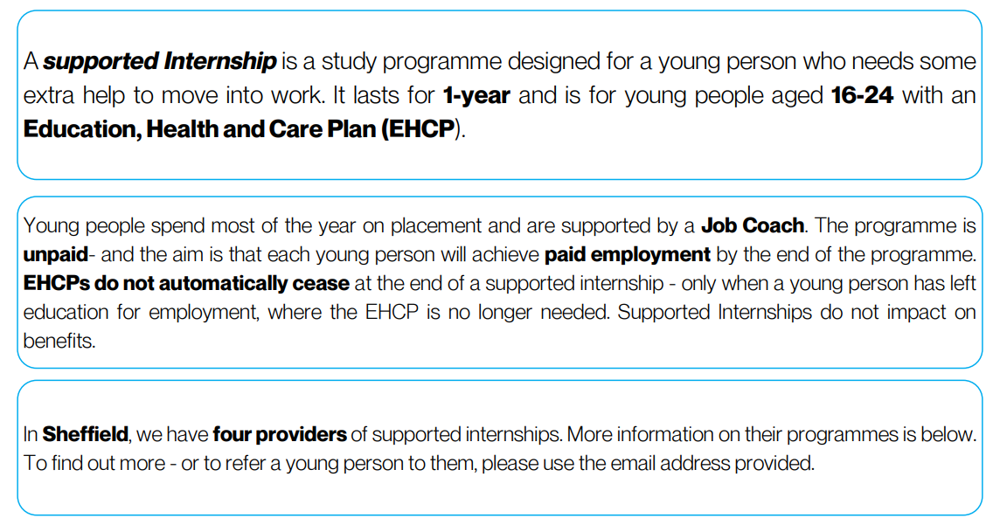 A supported Internship is a study programme designed for a young person who needs some
extra help to move into work. It lasts for 1-year and is for young people aged 16-24 with an
Education, Health and Care Plan (EHCP).
Young people spend most of the year on placement and are supported by a Job Coach. The programme is
unpaid- and the aim is that each young person will achieve paid employment by the end of the programme.
EHCPs do not automatically cease at the end of a supported internship - only when a young person has left
education for employment, where the EHCP is no longer needed. Supported Internships do not impact on
benefits.
In Sheffield, we have four providers of supported internships. More information on their programmes is below.
To find out more - or to refer a young person to them, please use the email address provided.